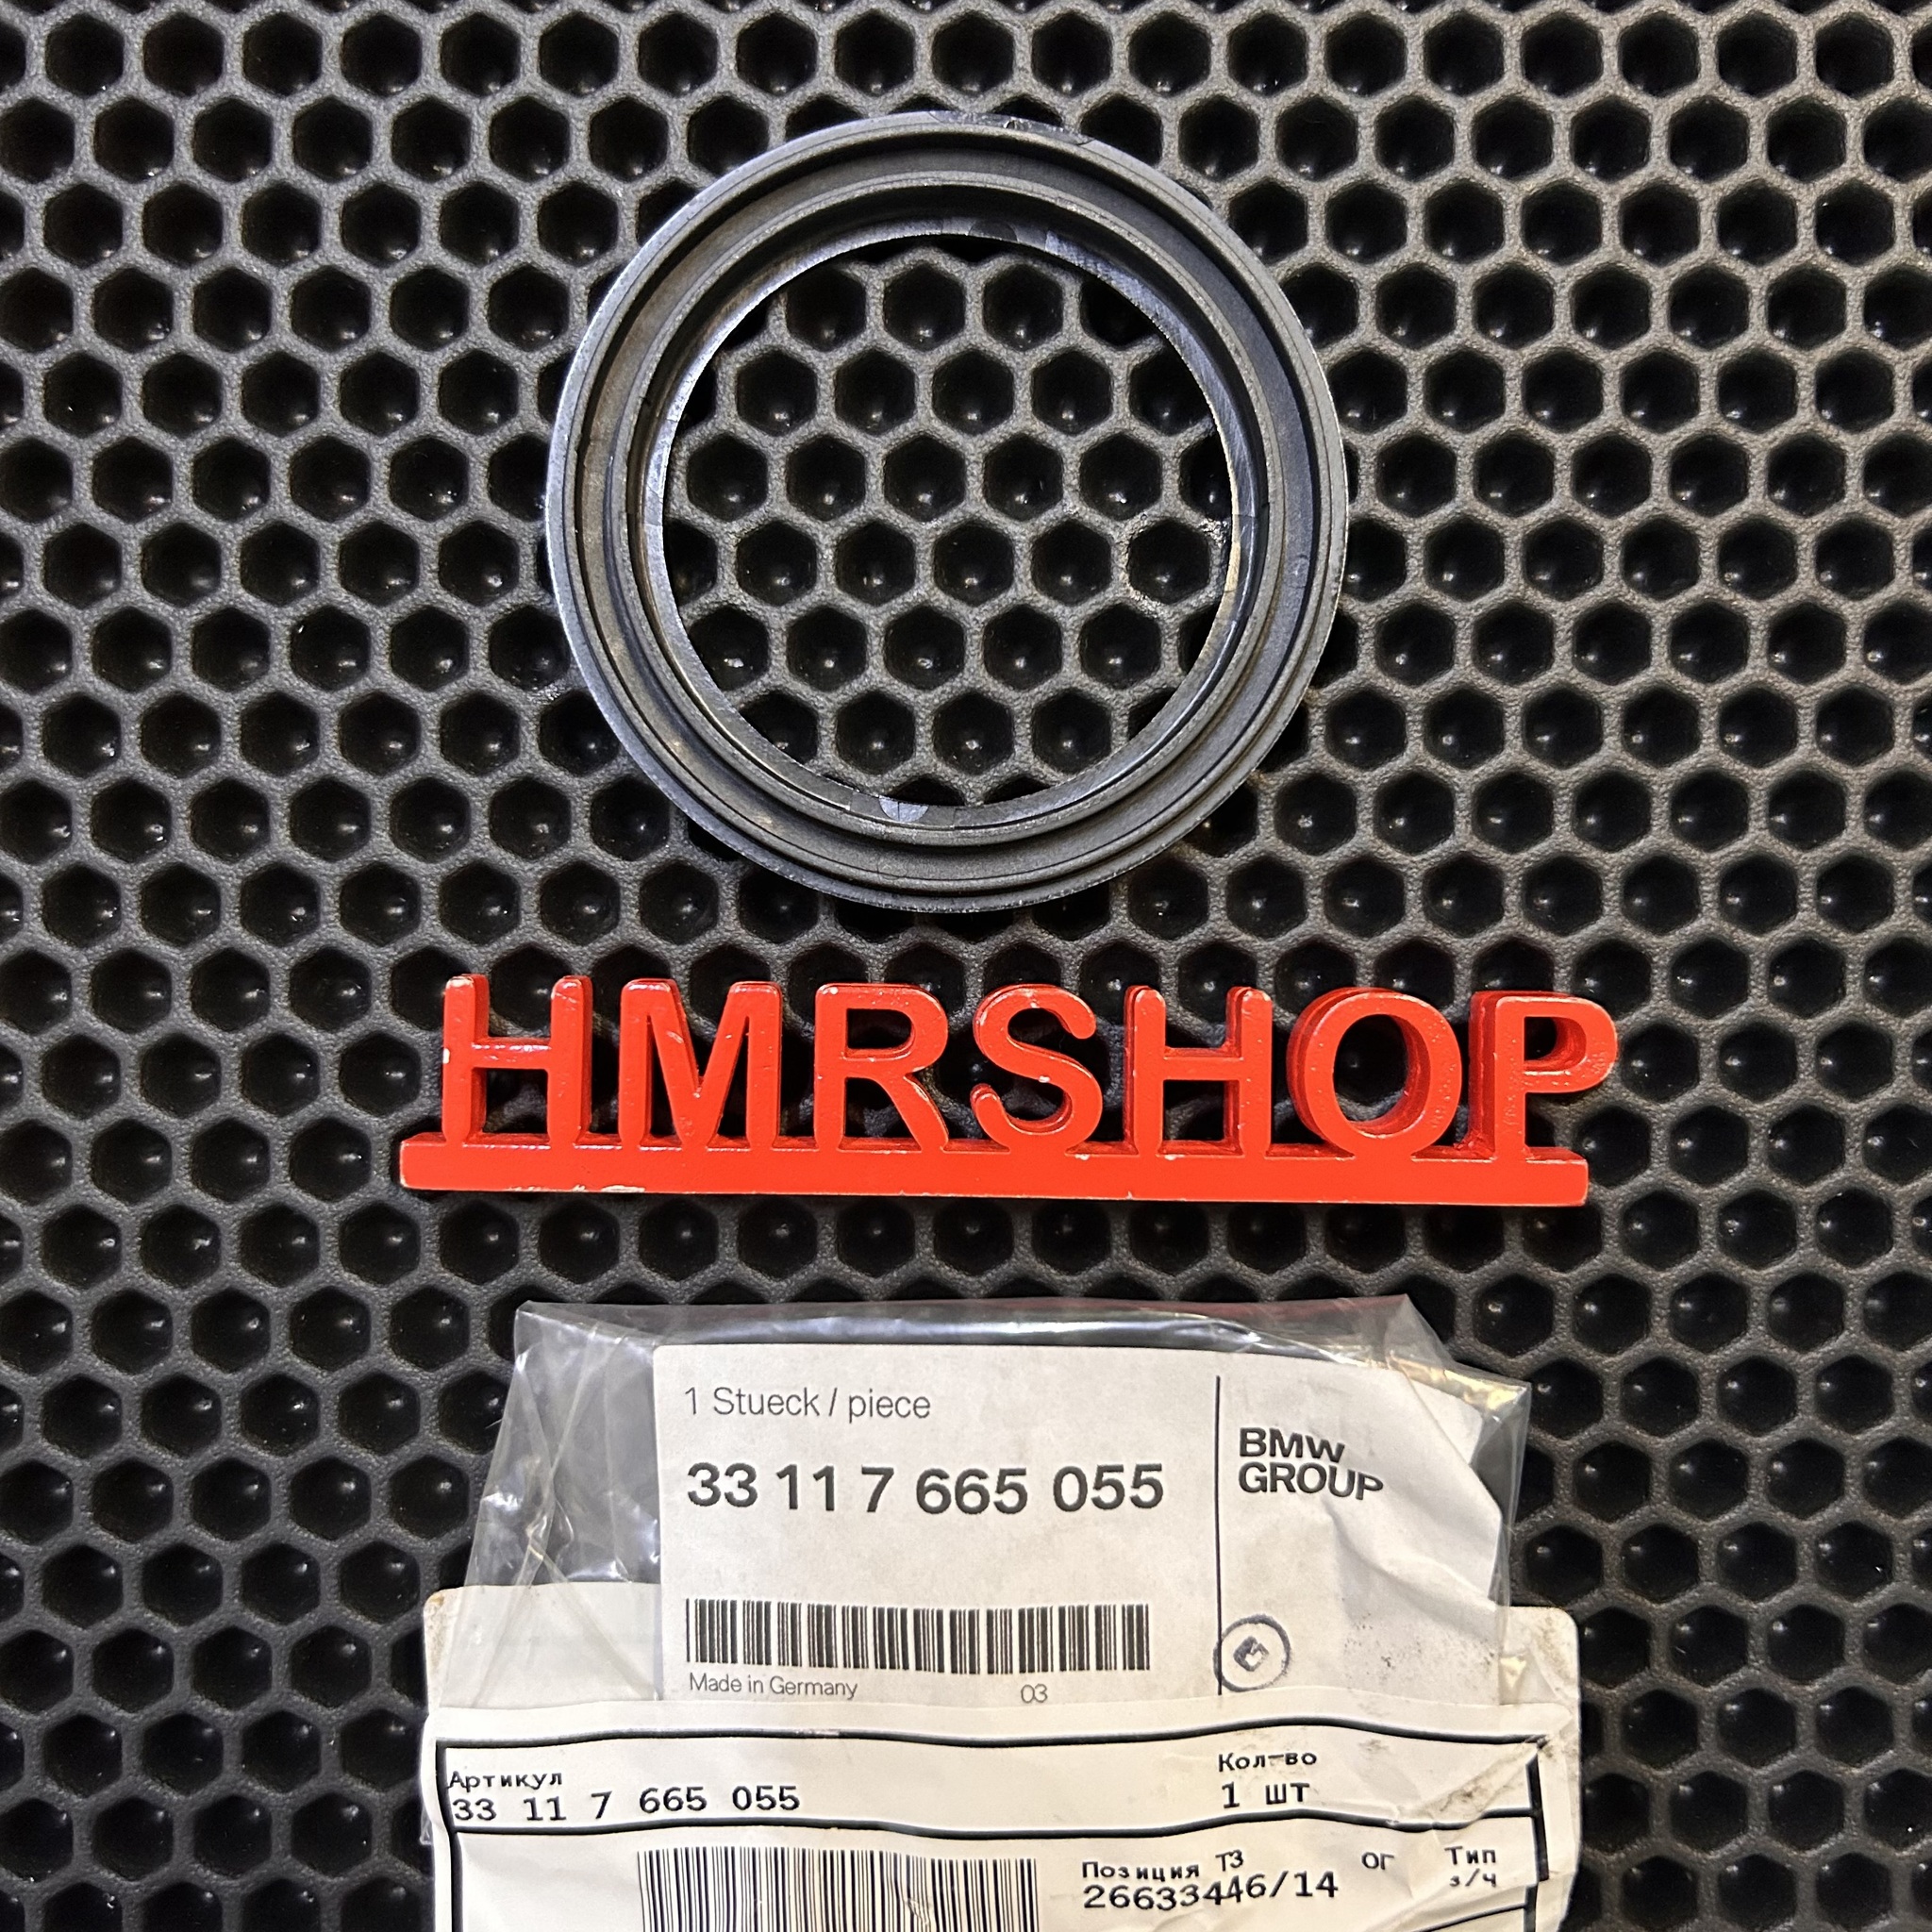 HMRSHOP
1 Stueck / piece
33 11 7 665 055
BMW
GROUP
Made in Germany
03
Артикул
33 11 7 665 055
Кол-во
1 шт
Позиция ТЗ
26633446/14
ОГ
Тип
з/ч